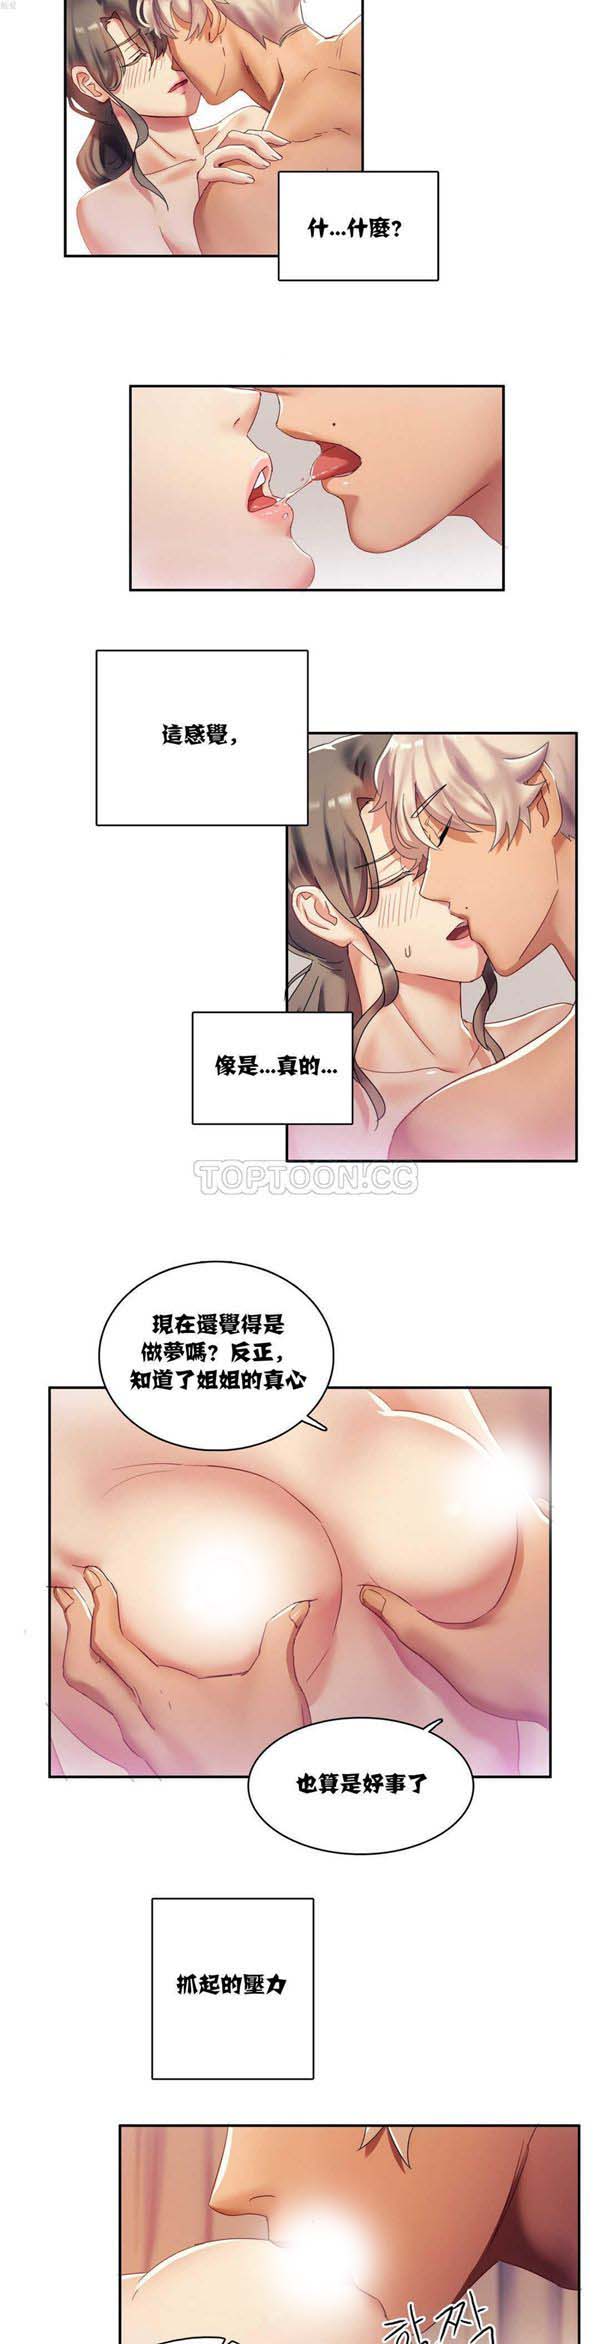 什...什麼?
這感覺,
像是...真的...
TOPTOON.CC
現在還覺得是
做夢嗎? 反正,
知道了姐姐的真心
也算是好事了
抓起的壓力